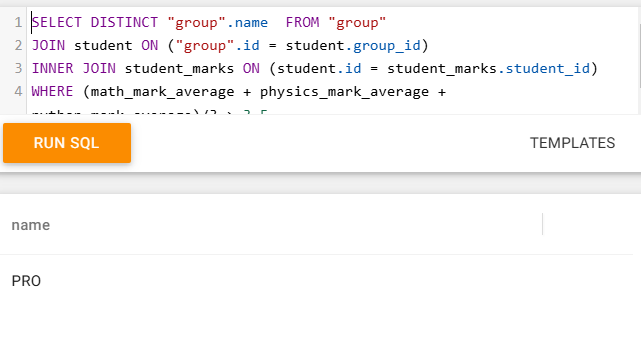 1 SELECT DISTINCT "group".name  FROM "group"
2 JOIN student ON ("group".id = student.group_id)
3 INNER JOIN student_marks ON (student.id = student_marks.student_id)
4 WHERE (math_mark_average + physics_mark_average +
RUN SQL
TEMPLATES
name
PRO